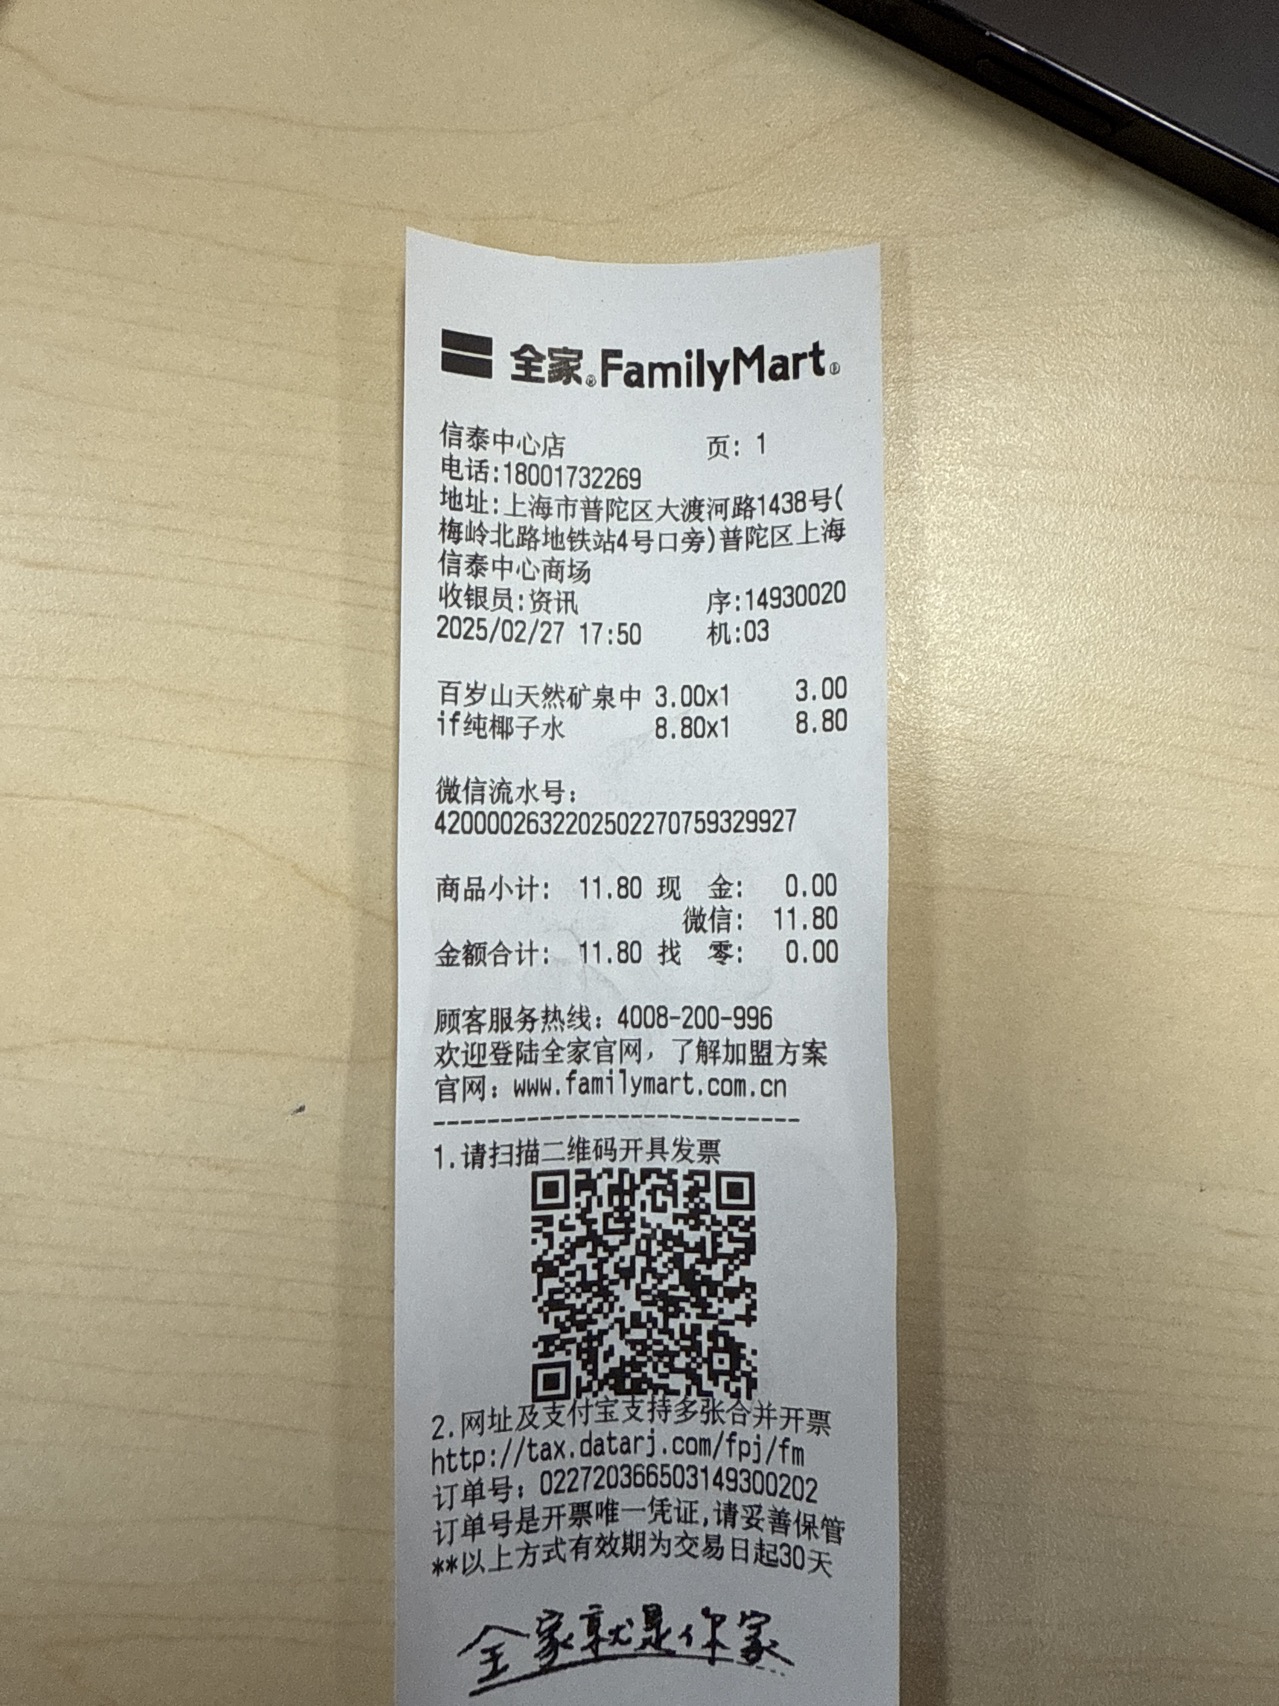 全家® FamilyMart®
信泰中心店 页: 1
电话:18001732269
地址:上海市普陀区大渡河路1438号(
梅岭北路地铁站4号口旁)普陀区上海
信泰中心商场
收银员:资讯 序:14930020
2025/02/27 17:50 机:03
百岁山天然矿泉中 3.00x1 3.00
if纯椰子水 8.80x1 8.80
微信流水号:
4200002632202502270759329927
商品小计: 11.80 现 金: 0.00
微信: 11.80
金额合计: 11.80 找 零: 0.00
顾客服务热线: 4008-200-996
欢迎登陆全家官网，了解加盟方案
官网: www.familymart.com.cn
----------------------------
1.请扫描二维码开具发票
2.网址及支付宝支持多张合并开票
http://tax.datarj.com/fpj/fm
订单号: 0227203665031493002​02
订单号是开票唯一凭证,请妥善保管
**以上方式有效期为交易日起30天
全家就是你家